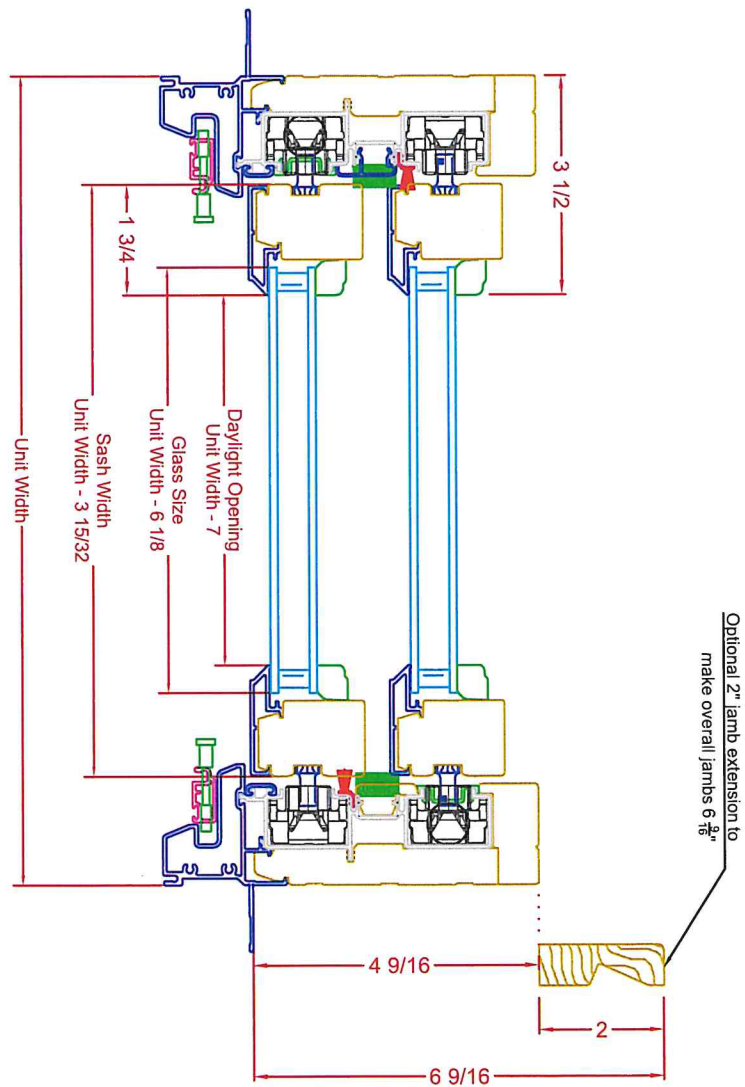 Optional 2" jamb extension to
make overall jambs 6 9/16"
3 1/2
1 3/4
Daylight Opening
Unit Width - 7
Glass Size
Unit Width - 6 1/8
Sash Width
Unit Width - 3 15/32
Unit Width
4 9/16
2
6 9/16